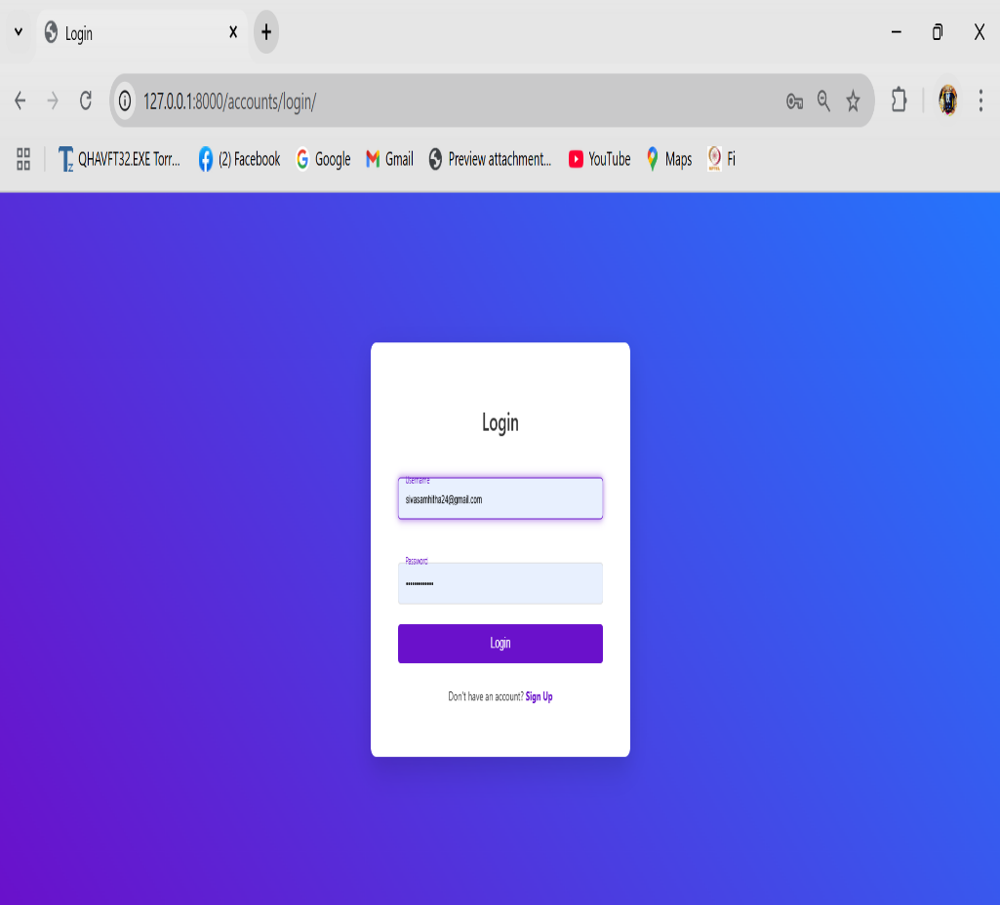 Login
127.0.0.1:8000/accounts/login/
QHAVFT32.EXE Torr... (2) Facebook Google Gmail Preview attachment... YouTube Maps Fi
Login
Username
sivasamhitha24@gmail.com
Password
••••••••••••
Login
Don't have an account? Sign Up